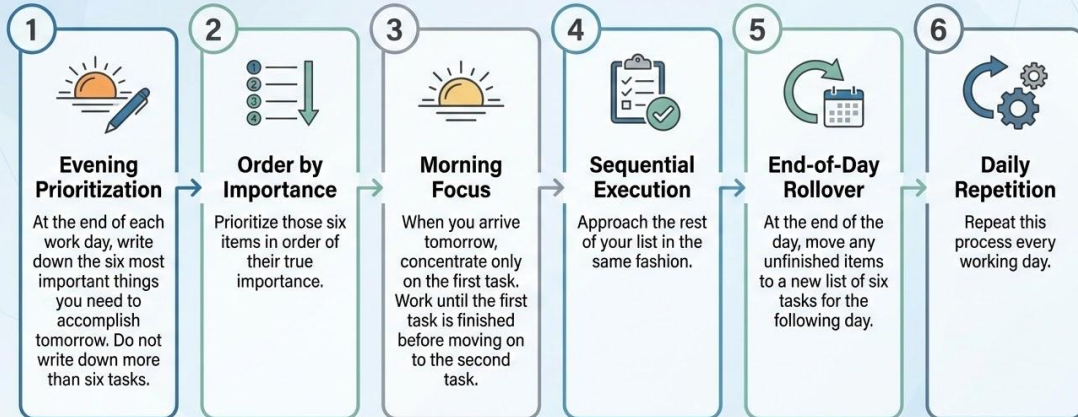 1
Evening
Prioritization
At the end of each
work day, write
down the six most
important things
you need to
accomplish
tomorrow. Do not
write down more
than six tasks.
2
1
2
3
4
Order by
Importance
Prioritize those six
items in order of
their true
importance.
3
Morning
Focus
When you arrive
tomorrow,
concentrate only
on the first task.
Work until the first
task is finished
before moving on
to the second
task.
4
Sequential
Execution
Approach the rest
of your list in the
same fashion.
5
End-of-Day
Rollover
At the end of the
day, move any
unfinished items
to a new list of six
tasks for the
following day.
6
Daily
Repetition
Repeat this
process every
working day.